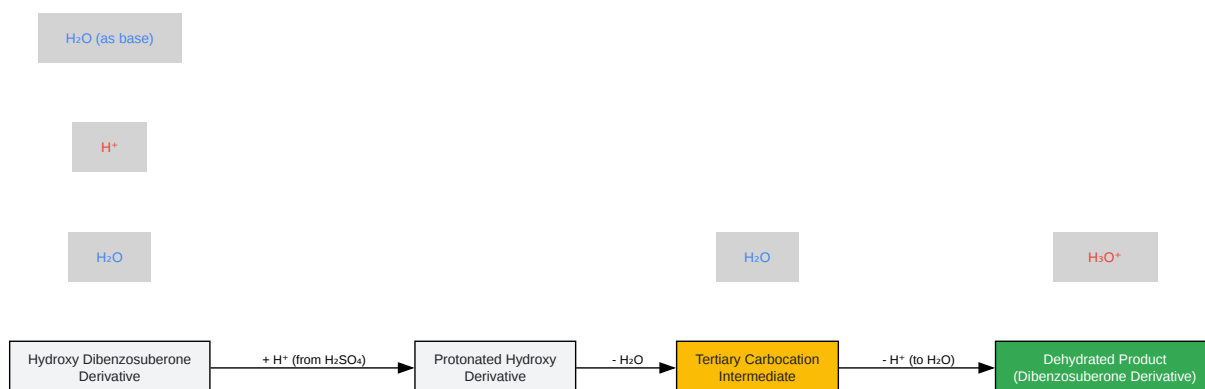 H₂O (as base)
H⁺
H₂O
H₂O
H₃O⁺
Hydroxy Dibenzosuberone
Derivative
+ H⁺ (from H₂SO₄)
Protonated Hydroxy
Derivative
- H₂O
Tertiary Carbocation
Intermediate
- H⁺ (to H₂O)
Dehydrated Product
(Dibenzosuberone Derivative)